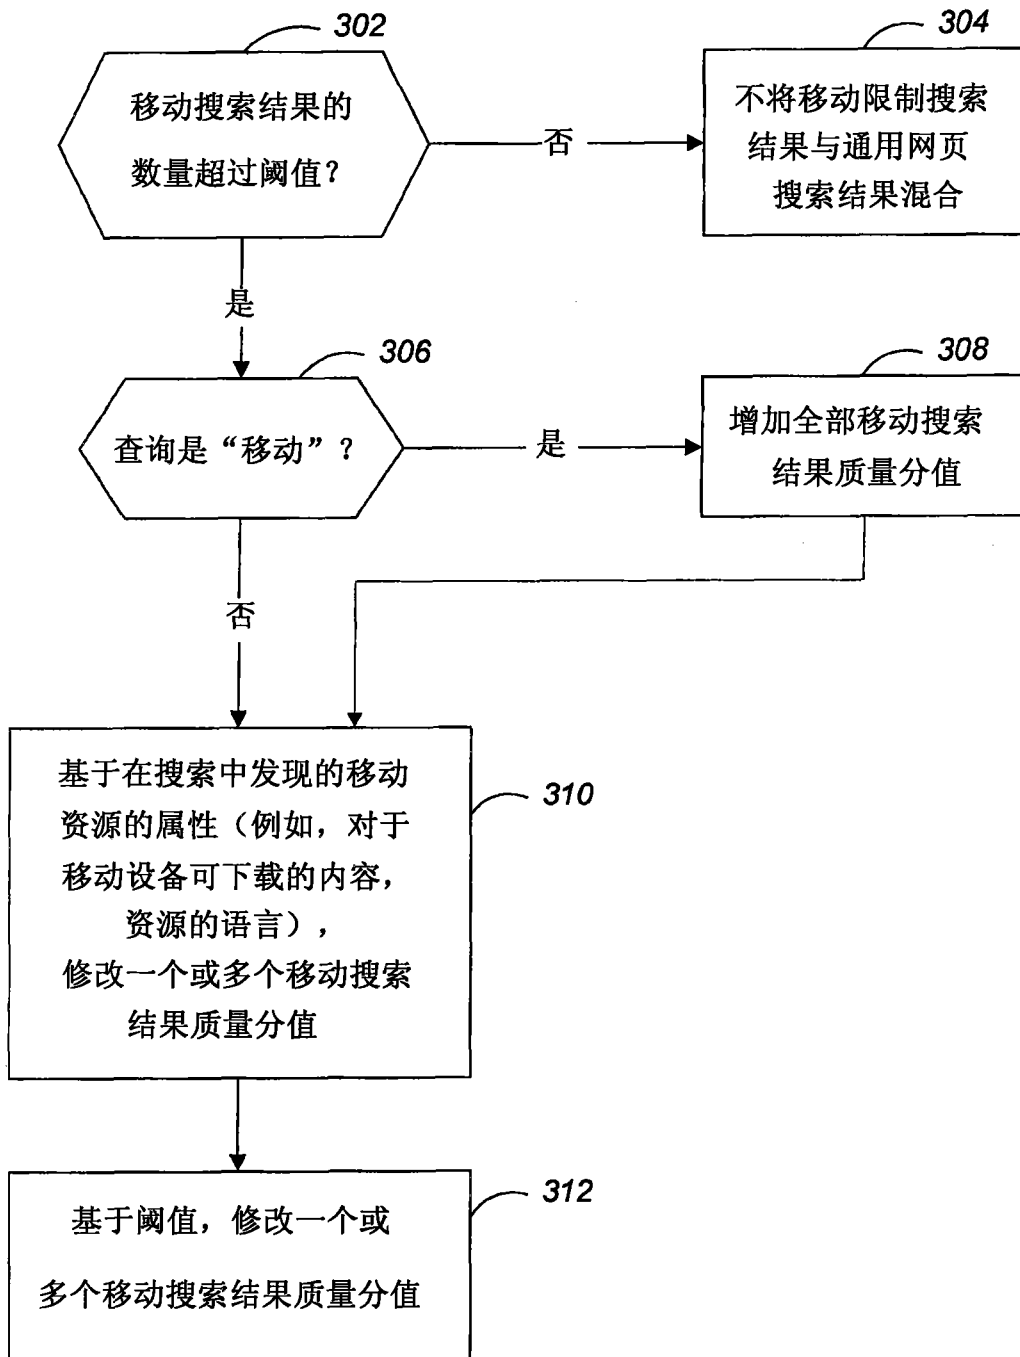 302
移动搜索结果的
数量超过阈值？
否
304
不将移动限制搜索
结果与通用网页
搜索结果混合
是
306
查询是“移动”？
是
308
增加全部移动搜索
结果质量分值
否
310
基于在搜索中发现的移动
资源的属性（例如，对于
移动设备可下载的内容，
资源的语言），
修改一个或多个移动搜索
结果质量分值
312
基于阈值，修改一个或
多个移动搜索结果质量分值